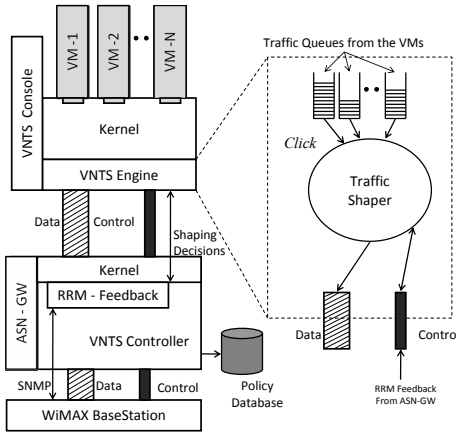 VM-1
VM-2
VM-N
VNTS Console
Kernel
VNTS Engine
Data
Control
Shaping
Decisions
ASN - GW
Kernel
RRM - Feedback
VNTS Controller
SNMP
Data
Control
WiMAX BaseStation
Policy
Database
Traffic Queues from the VMs
Click
Traffic
Shaper
Data
Contro
RRM Feedback
From ASN-GW